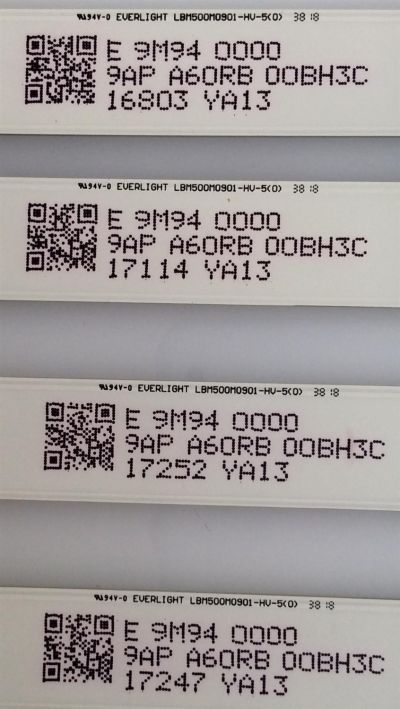 94V-0 EVERLIGHT LBM500M0901-HV-5(0) 38 18
E 9M94 0000
9AP A60RB 00BH3C
16803 YA13
94V-0 EVERLIGHT LBM500M0901-HV-5(0) 38 18
E 9M94 0000
9AP A60RB 00BH3C
17114 YA13
94V-0 EVERLIGHT LBM500M0901-HV-5(0) 38 18
E 9M94 0000
9AP A60RB 00BH3C
17252 YA13
94V-0 EVERLIGHT LBM500M0901-HV-5(0) 38 18
E 9M94 0000
9AP A60RB 00BH3C
17247 YA13